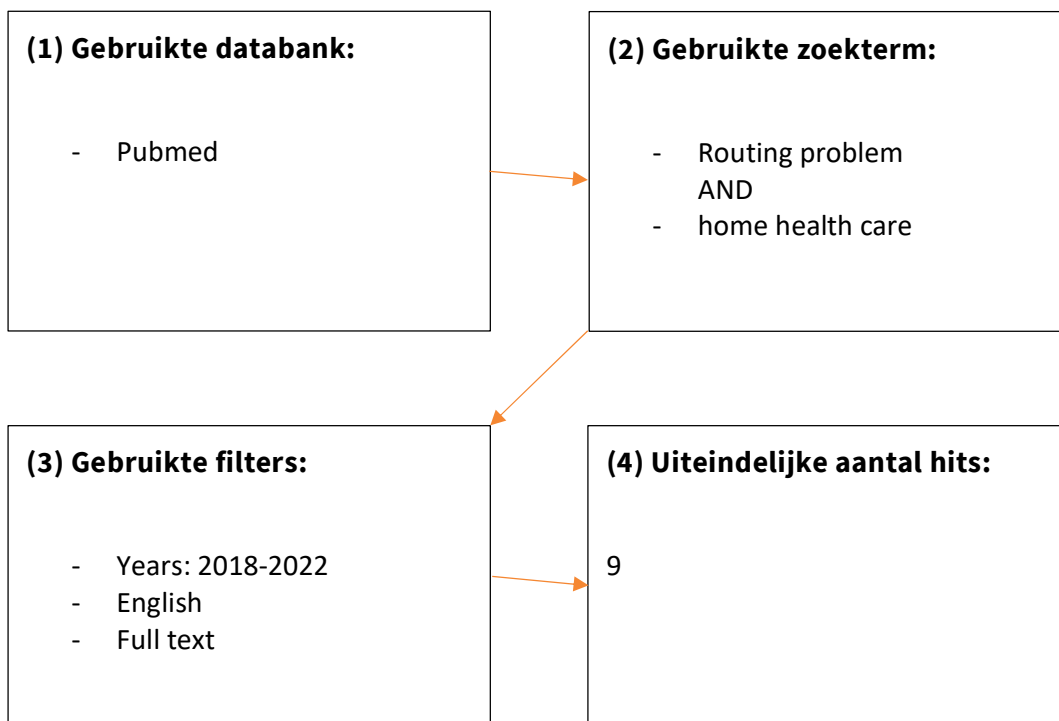 (1) Gebruikte databank:
- Pubmed
(2) Gebruikte zoekterm:
- Routing problem
AND
- home health care
(3) Gebruikte filters:
- Years: 2018-2022
- English
- Full text
(4) Uiteindelijke aantal hits:
9